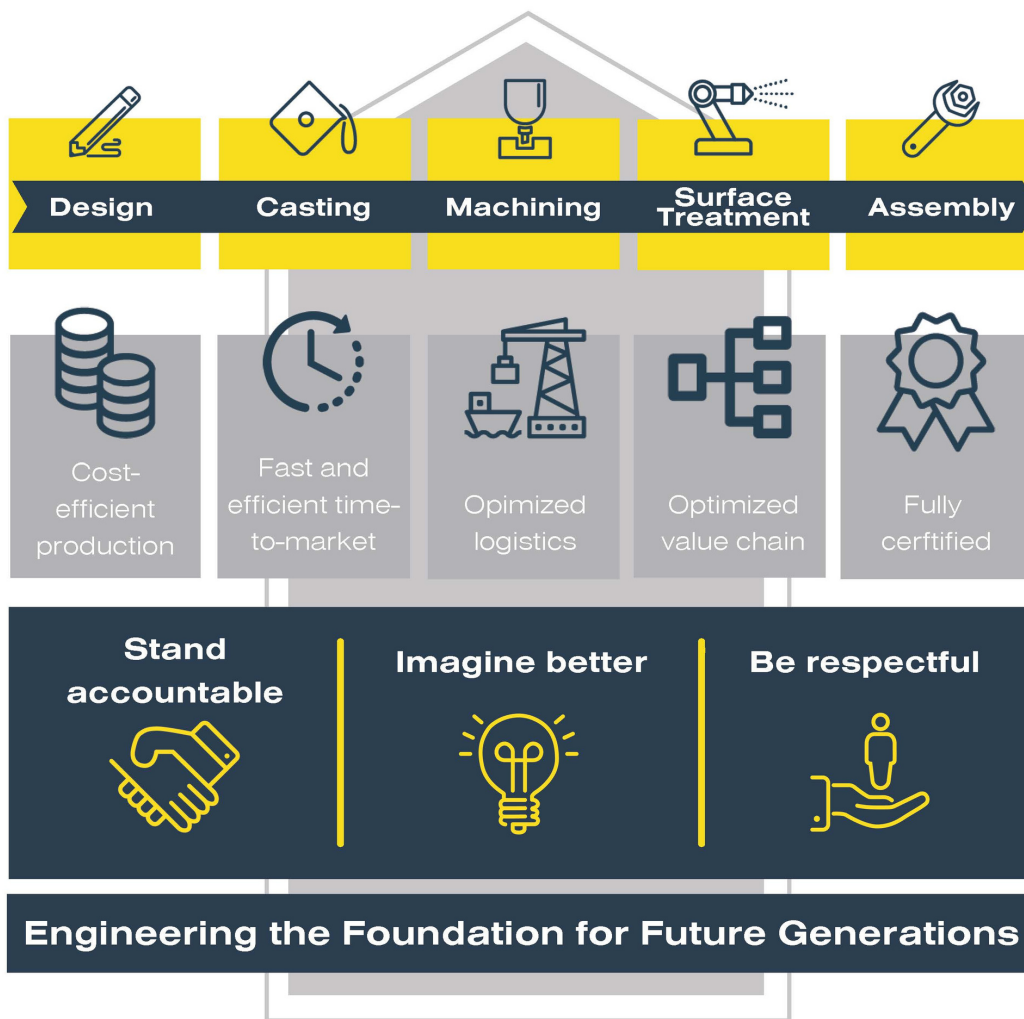 Design
Casting
Machining
Surface
Treatment
Assembly
Cost-
efficient
production
Fast and
efficient time-
to-market
Opimized
logistics
Optimized
value chain
Fully
cerftified
Stand
accountable
Imagine better
Be respectful
Engineering the Foundation for Future Generations